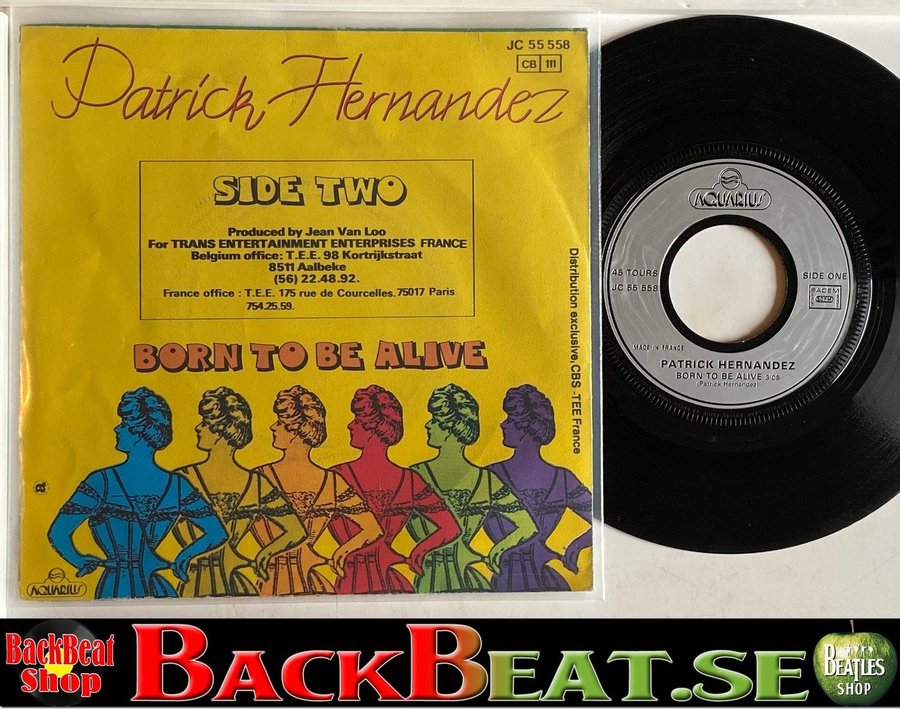 Patrick Hernandez
JC 55 558
CB 111
SIDE TWO
Produced by Jean Van Loo
For TRANS ENTERTAINMENT ENTERPRISES FRANCE
Belgium office: T.E.E. 98 Kortrijkstraat
8511 Aalbeke
(56) 22.48.92.
France office : T.E.E. 175 rue de Courcelles.75017 Paris
754.25.59.
Distribution exclusive.CBS -TEE France
BORN TO BE ALIVE
a
AQUARIUS
AQUARIUS
45 TOURS
JC 55 558
SIDE ONE
SACEM
MADE IN FRANCE
PATRICK HERNANDEZ
BORN TO BE ALIVE 3:05
(Patrick Hernandez)
BackBeat
Shop
BACKBEAT.SE
BEATLES
SHOP